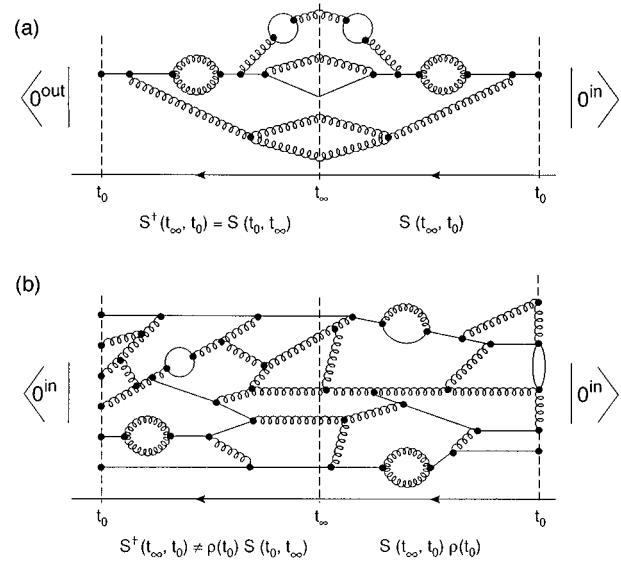 (a)
⟨0^out| |0^in⟩
t₀ t∞ t₀
S†(t∞, t₀) = S (t₀, t∞) S (t∞, t₀)
(b)
⟨0^in| |0^in⟩
t₀ t∞ t₀
S†(t∞, t₀) ≠ ρ(t₀) S (t₀, t∞) S (t∞, t₀) ρ(t₀)